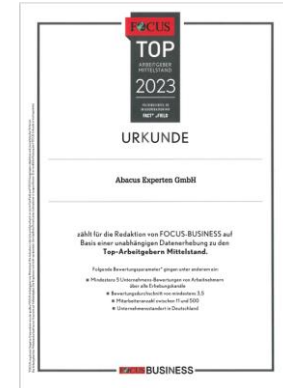 FOCUS
TOP
ARBEITGEBER
MITTELSTAND
2023
FOCUS BUSINESS
URKUNDE
Abacus Experten GmbH
zählt für die Redaktion von FOCUS-BUSINESS auf
Basis einer unabhängigen Datenerhebung zu den
Top-Arbeitgebern Mittelstand.
Folgende Bewertungsparameter* gingen unter anderem ein:
Mindestens 5 Unternehmens-Bewertungen von Arbeitnehmern
über alle Erhebungskanäle
Bewertungsdurchschnitt von mindestens 3,5
Mitarbeiteranzahl zwischen 11 und 500
Unternehmensstandort in Deutschland
FOCUS BUSINESS